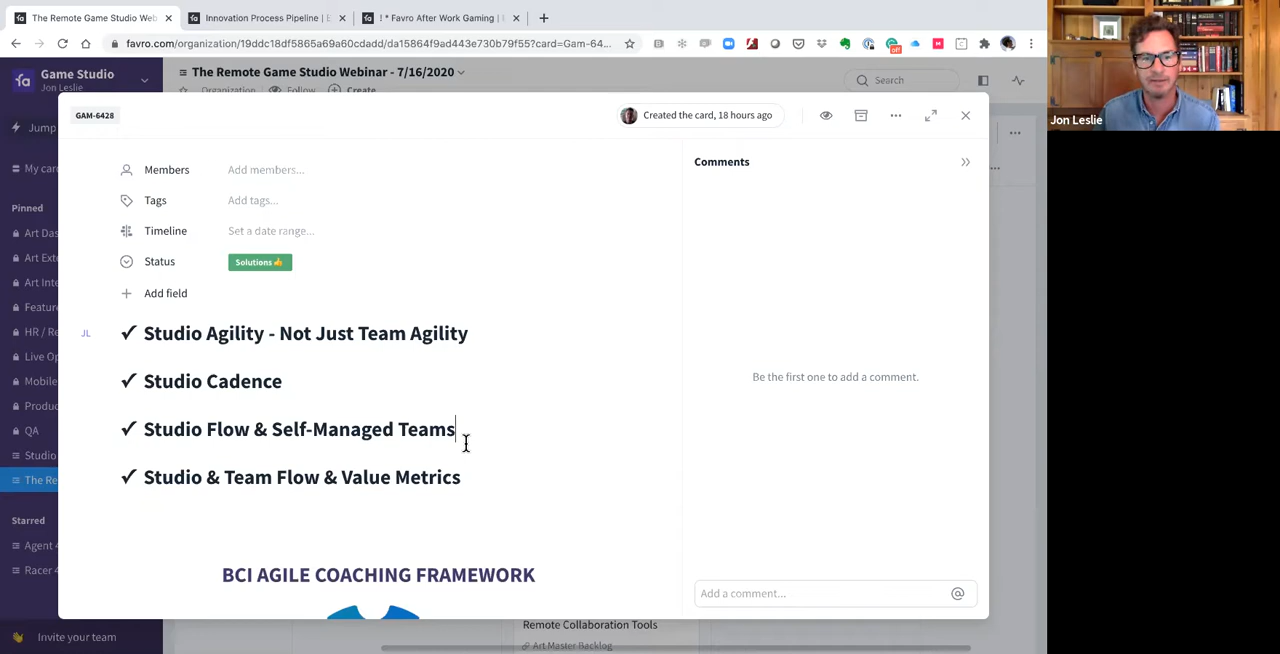 The Remote Game Studio Web
Innovation Process Pipeline | E
! * Favro After Work Gaming |
favro.com/organization/19ddc18df5865a69a60cdadd/da15864f9ad443e730b79f55?card=Gam-64...
off
Game Studio
Jon Leslie
The Remote Game Studio Webinar - 7/16/2020
Organization
Follow
Create
Search
Jump
My car
Pinned
Art Das
Art Exte
Art Inte
Feature
HR / Re
Live Op
Mobile
Produc
QA
Studio
The Re
Starred
Agent 4
Racer 4
Invite your team
GAM-6428
Created the card, 18 hours ago
Members
Add members...
Tags
Add tags...
Timeline
Set a date range...
Status
Solutions 👍
Add field
JL
✓ Studio Agility - Not Just Team Agility
✓ Studio Cadence
✓ Studio Flow & Self-Managed Teams
✓ Studio & Team Flow & Value Metrics
BCI AGILE COACHING FRAMEWORK
Comments
Be the first one to add a comment.
Add a comment...
Remote Collaboration Tools
Art Master Backlog
Jon Leslie